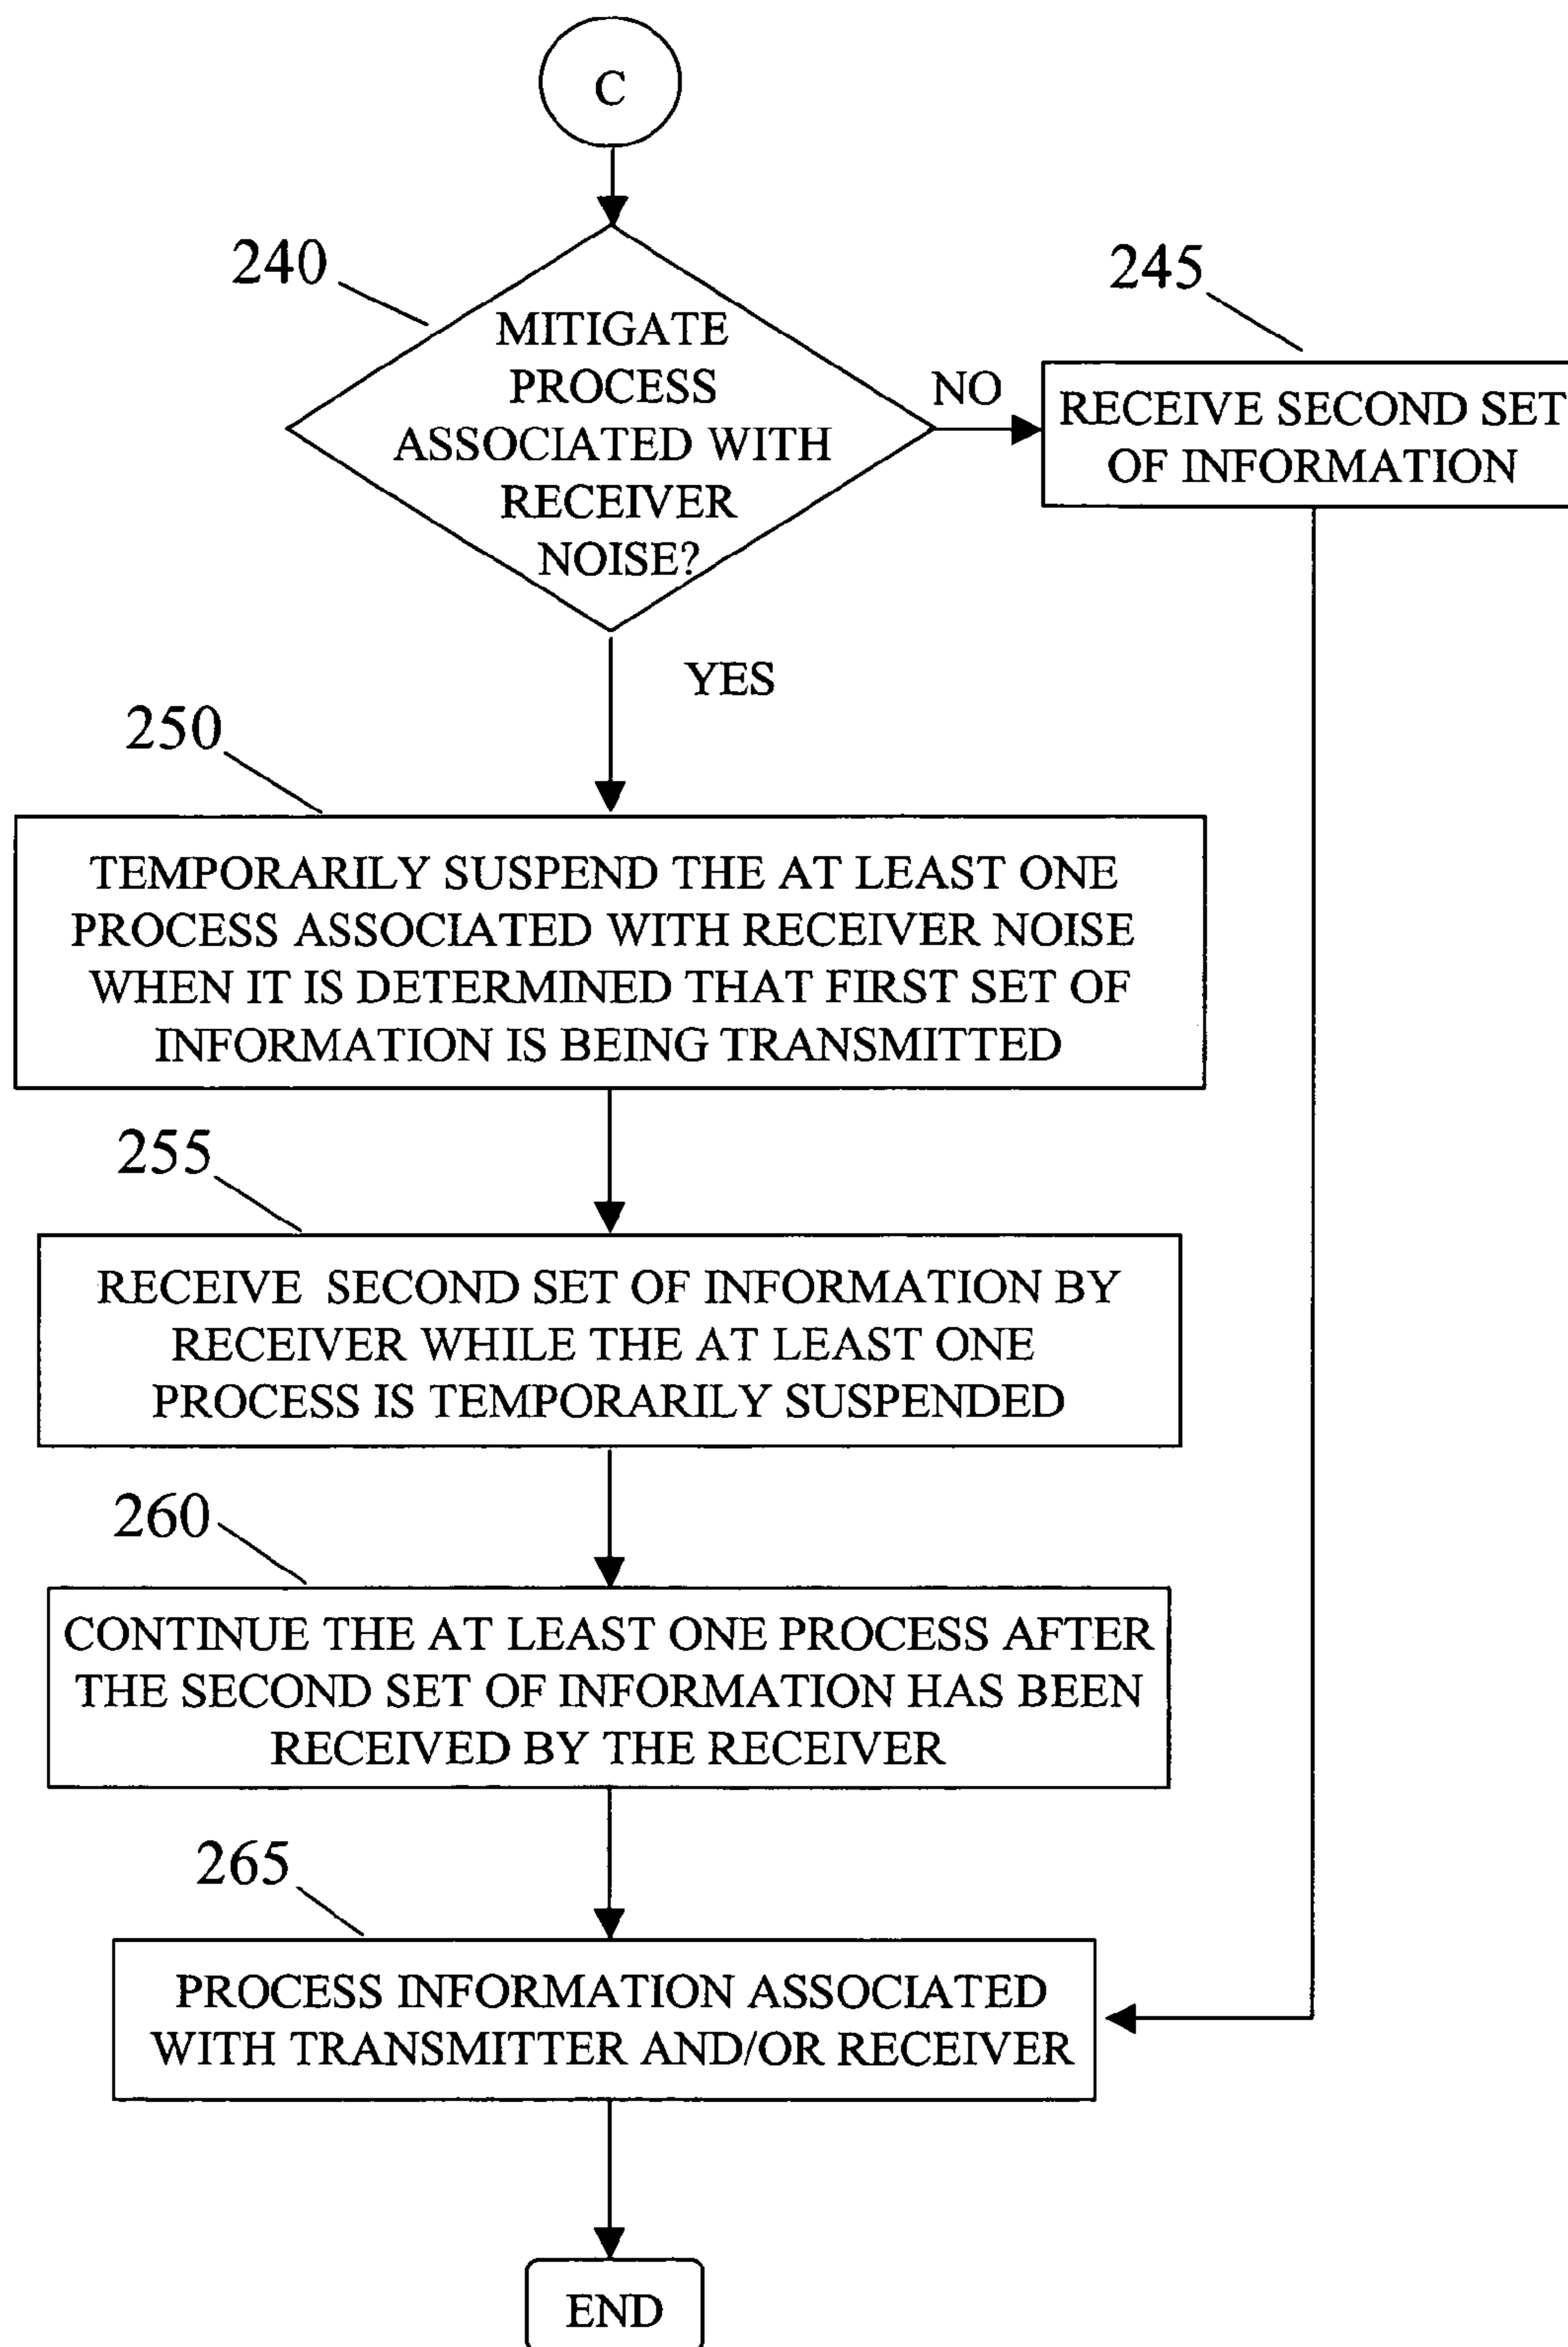 C
240
MITIGATE
PROCESS
ASSOCIATED WITH
RECEIVER
NOISE?
NO
245
RECEIVE SECOND SET
OF INFORMATION
YES
250
TEMPORARILY SUSPEND THE AT LEAST ONE
PROCESS ASSOCIATED WITH RECEIVER NOISE
WHEN IT IS DETERMINED THAT FIRST SET OF
INFORMATION IS BEING TRANSMITTED
255
RECEIVE SECOND SET OF INFORMATION BY
RECEIVER WHILE THE AT LEAST ONE
PROCESS IS TEMPORARILY SUSPENDED
260
CONTINUE THE AT LEAST ONE PROCESS AFTER
THE SECOND SET OF INFORMATION HAS BEEN
RECEIVED BY THE RECEIVER
265
PROCESS INFORMATION ASSOCIATED
WITH TRANSMITTER AND/OR RECEIVER
END